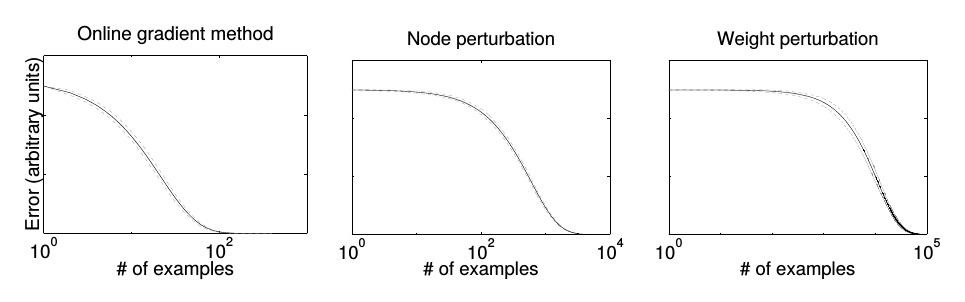 Online gradient method
Node perturbation
Weight perturbation
Error (arbitrary units)
10^0 10^2
10^0 10^2 10^4
10^0 10^5
# of examples
# of examples
# of examples